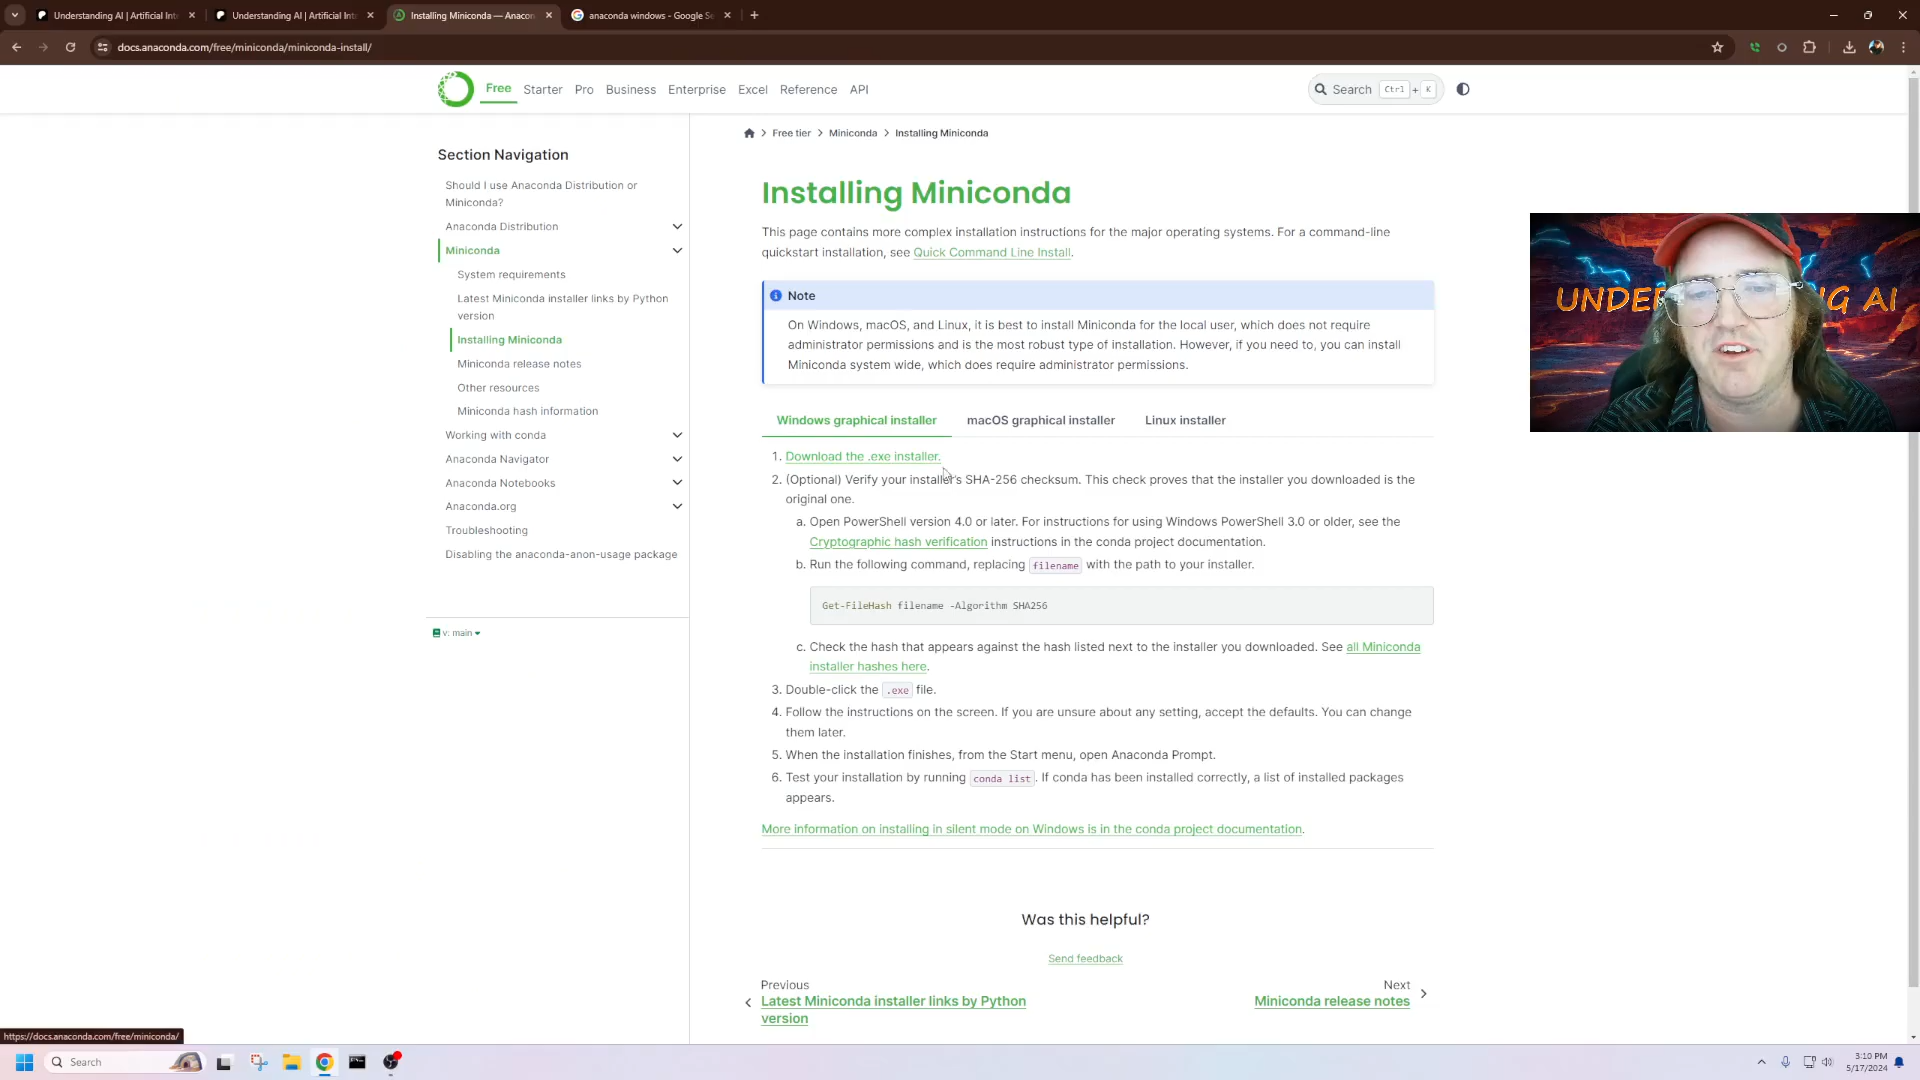 Understanding AI | Artificial Int
Understanding AI | Artificial Int
Installing Miniconda — Anacon
anaconda windows - Google Se
docs.anaconda.com/free/miniconda/miniconda-install/
Free Starter Pro Business Enterprise Excel Reference API
Search Ctrl + K
Section Navigation
Should I use Anaconda Distribution or
Miniconda?
Anaconda Distribution
Miniconda
System requirements
Latest Miniconda installer links by Python
version
Installing Miniconda
Miniconda release notes
Other resources
Miniconda hash information
Working with conda
Anaconda Navigator
Anaconda Notebooks
Anaconda.org
Troubleshooting
Disabling the anaconda-anon-usage package
v: main
Free tier > Miniconda > Installing Miniconda
Installing Miniconda
This page contains more complex installation instructions for the major operating systems. For a command-line
quickstart installation, see Quick Command Line Install.
Note
On Windows, macOS, and Linux, it is best to install Miniconda for the local user, which does not require
administrator permissions and is the most robust type of installation. However, if you need to, you can install
Miniconda system wide, which does require administrator permissions.
Windows graphical installer macOS graphical installer Linux installer
1. Download the .exe installer.
2. (Optional) Verify your installer's SHA-256 checksum. This check proves that the installer you downloaded is the
original one.
a. Open PowerShell version 4.0 or later. For instructions for using Windows PowerShell 3.0 or older, see the
Cryptographic hash verification instructions in the conda project documentation.
b. Run the following command, replacing filename with the path to your installer.
Get-FileHash filename -Algorithm SHA256
c. Check the hash that appears against the hash listed next to the installer you downloaded. See all Miniconda
installer hashes here.
3. Double-click the .exe file.
4. Follow the instructions on the screen. If you are unsure about any setting, accept the defaults. You can change
them later.
5. When the installation finishes, from the Start menu, open Anaconda Prompt.
6. Test your installation by running conda list. If conda has been installed correctly, a list of installed packages
appears.
More information on installing in silent mode on Windows is in the conda project documentation.
Was this helpful?
Send feedback
Previous
Latest Miniconda installer links by Python
version
Next
Miniconda release notes
UNDER NG AI
https://docs.anaconda.com/free/miniconda/
Search
3:10 PM
5/17/2024